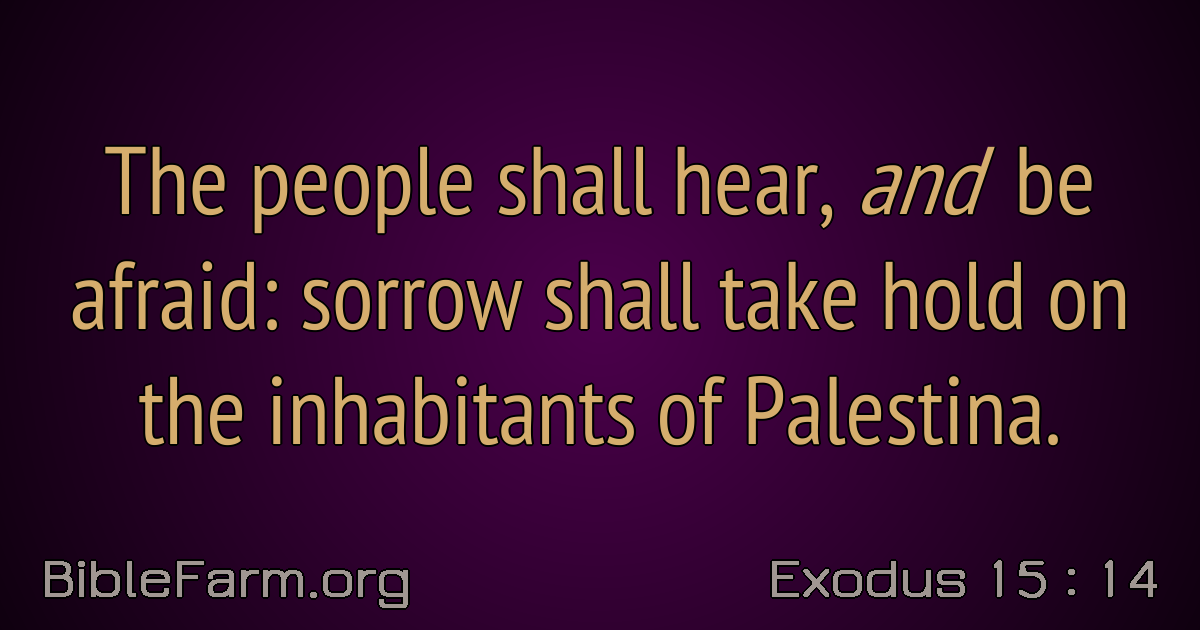 The people shall hear, and be
afraid: sorrow shall take hold on
the inhabitants of Palestina.
BibleFarm.org
Exodus 15 : 14